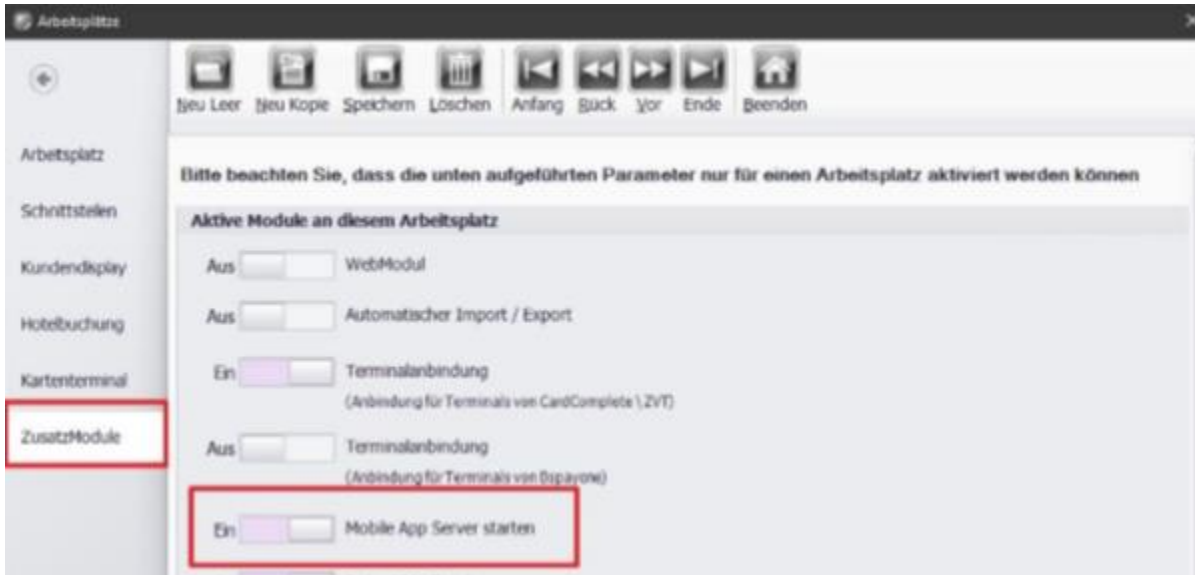 Arbeitsplätze
Neu Leer Neu Kopie Speichern Löschen Anfang Rück Vor Ende Beenden
Arbeitsplatz
Schnittstelen
Kundendisplay
Hotelbuchung
Kartenterminal
ZusatzModule
Bitte beachten Sie, dass die unten aufgeführten Parameter nur für einen Arbeitsplatz aktiviert werden können
Aktive Module an diesem Arbeitsplatz
Aus WebModul
Aus Automatischer Import / Export
Ein Terminalanbindung
(Anbindung für Terminals von CardComplete \ ZVT)
Aus Terminalanbindung
(Anbindung für Terminals von Bspayone)
Ein Mobile App Server starten